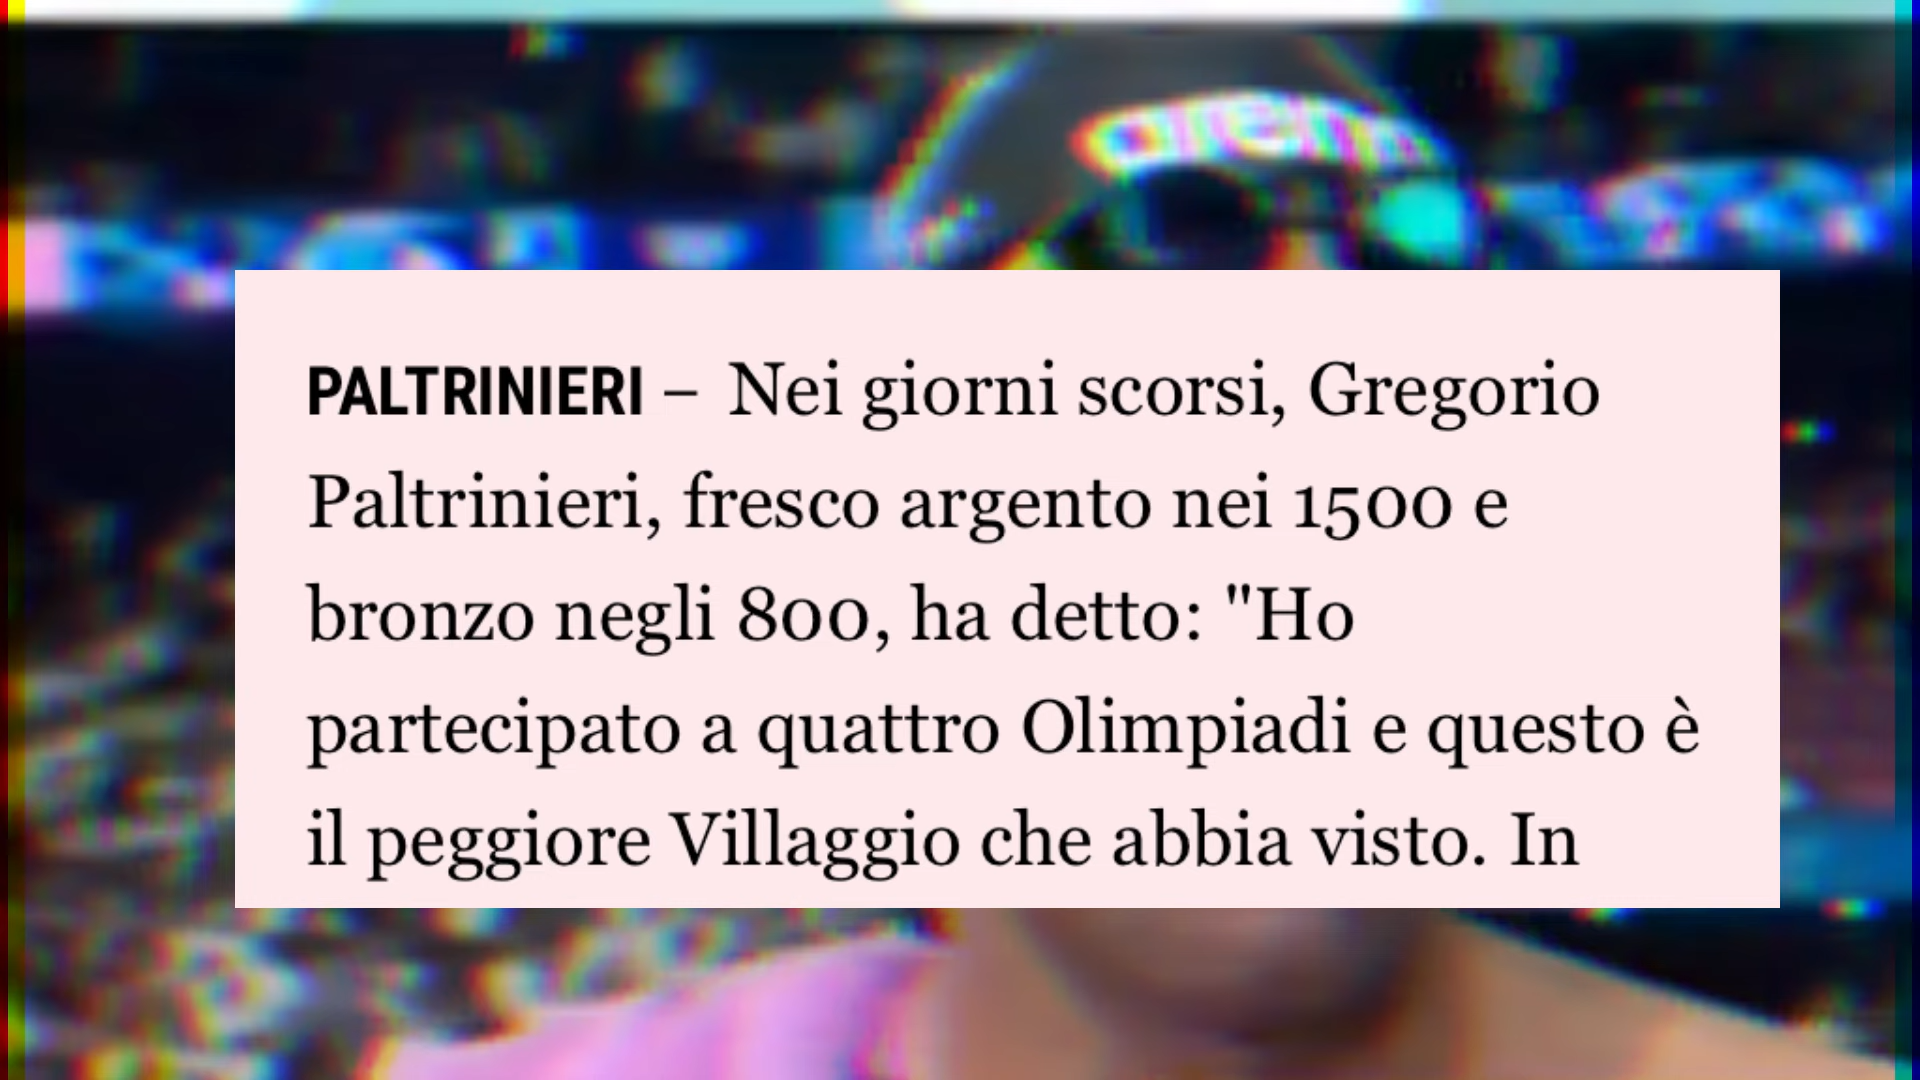 arena
PALTRINIERI – Nei giorni scorsi, Gregorio
Paltrinieri, fresco argento nei 1500 e
bronzo negli 800, ha detto: "Ho
partecipato a quattro Olimpiadi e questo è
il peggiore Villaggio che abbia visto. In